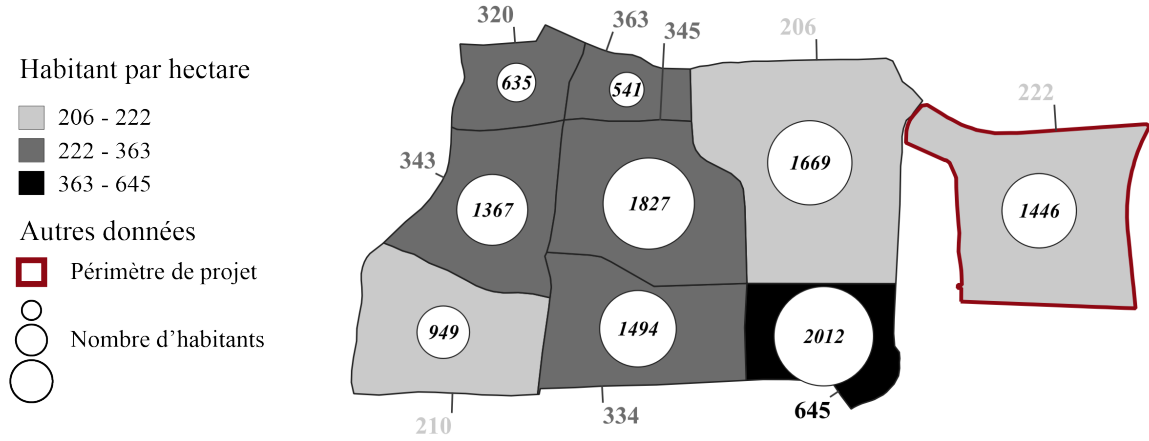 Habitant par hectare
206 - 222
222 - 363
363 - 645
Autres données
Périmètre de projet
Nombre d’habitants
320
363
345
206
222
343
210
334
645
635
541
1669
1446
1367
1827
949
1494
2012